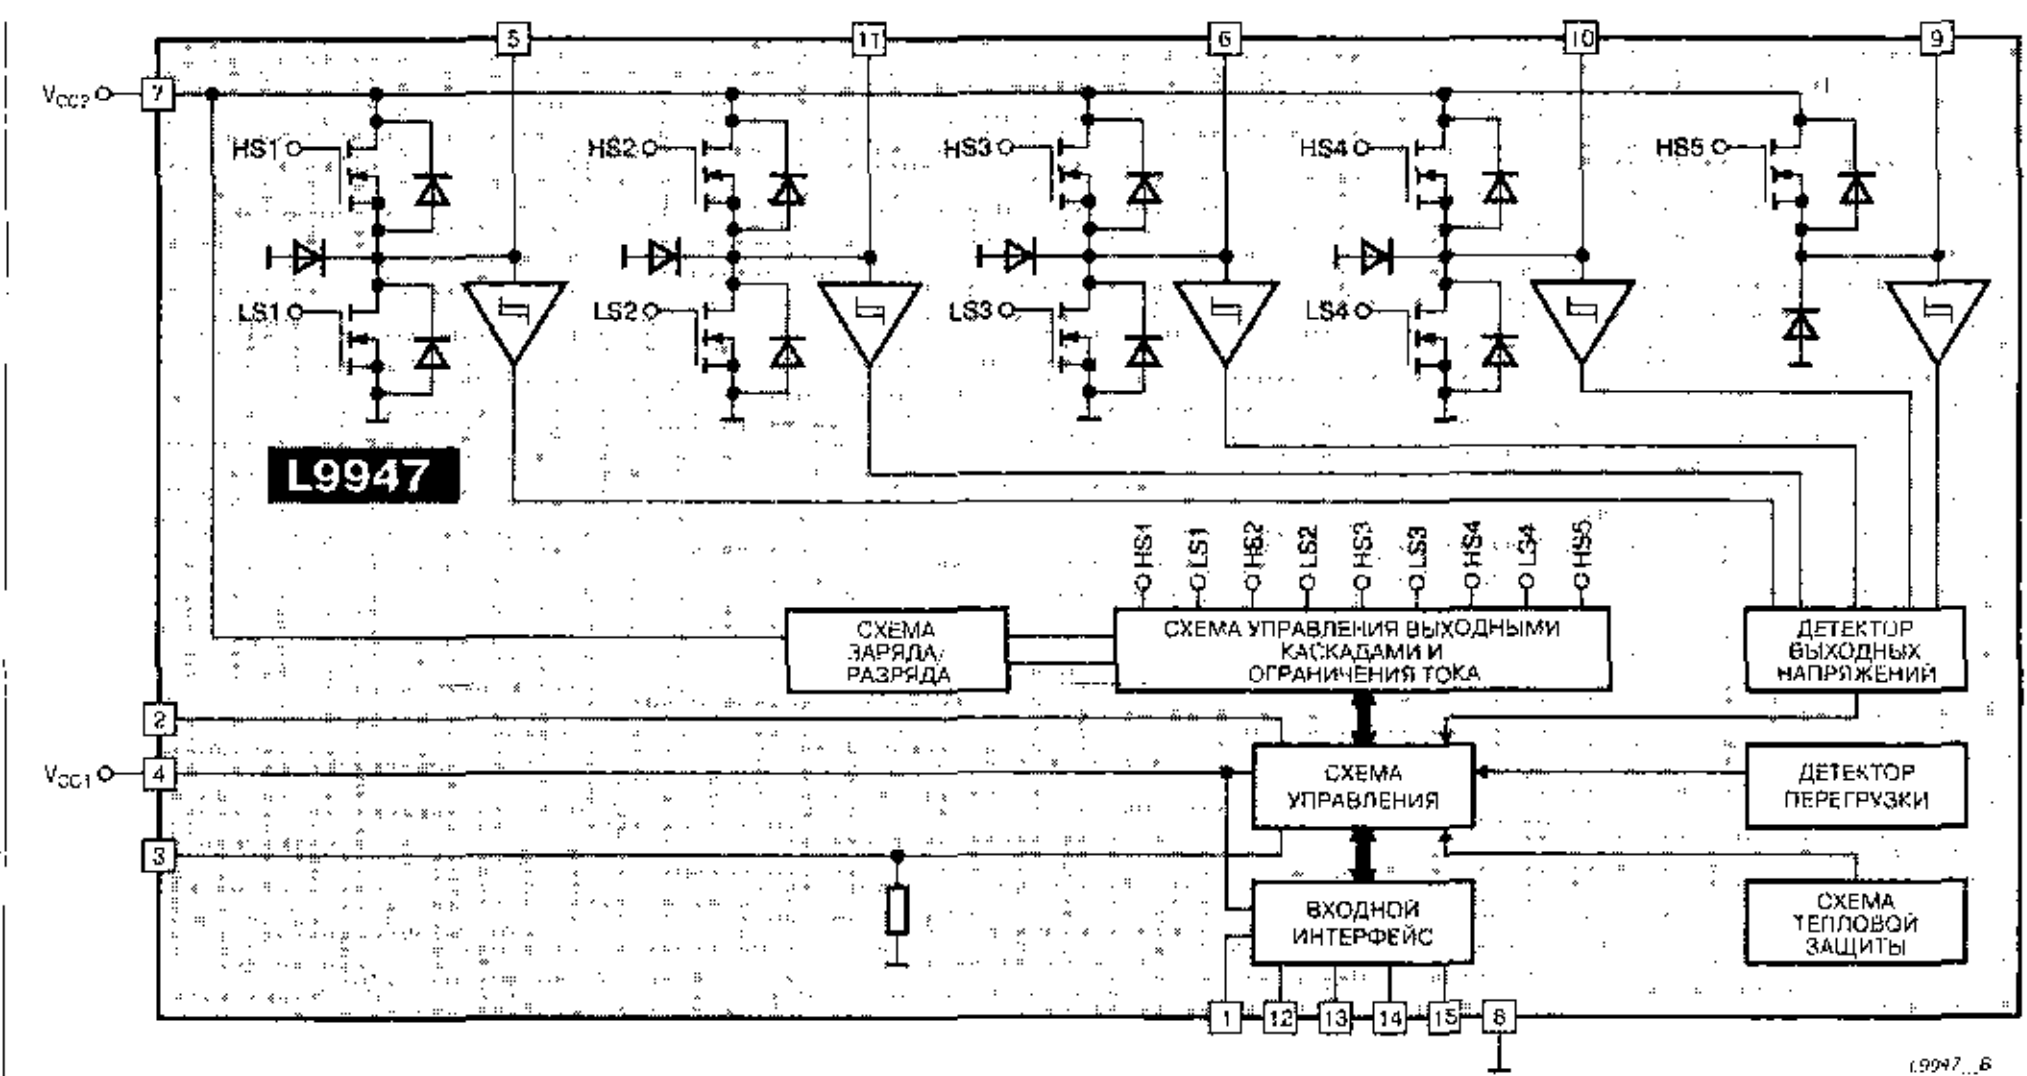 5 11 6 10 9
VCC2 7
HS1 HS2 HS3 HS4 HS5
LS1 LS2 LS3 LS4
L9947
HS1 LS1 HS2 LS2 HS3 LS3 HS4 LS4 HS5
СХЕМА
ЗАРЯДА/
РАЗРЯДА
СХЕМА УПРАВЛЕНИЯ ВЫХОДНЫМИ
КАСКАДАМИ И
ОГРАНИЧЕНИЯ ТОКА
ДЕТЕКТОР
ВЫХОДНЫХ
НАПРЯЖЕНИЙ
2
VCC1 4
СХЕМА
УПРАВЛЕНИЯ
ДЕТЕКТОР
ПЕРЕГРУЗКИ
3
ВХОДНОЙ
ИНТЕРФЕЙС
СХЕМА
ТЕПЛОВОЙ
ЗАЩИТЫ
1 12 13 14 15 8
L9947_B